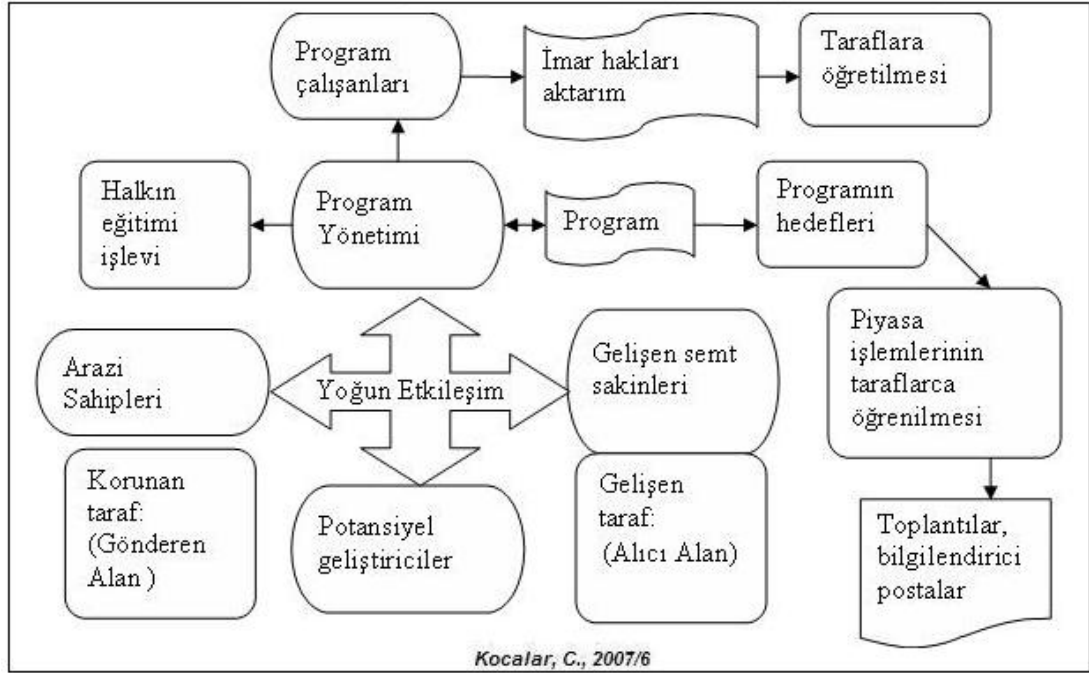 Program
çalışanları
İmar hakları
aktarım
Taraflara
öğretilmesi
Halkın
eğitimi
işlevi
Program
Yönetimi
Program
Programın
hedefleri
Arazi
Sahipleri
Yoğun Etkileşim
Gelişen semt
sakinleri
Piyasa
işlemlerinin
taraflarca
öğrenilmesi
Korunan
taraf:
(Gönderen
Alan )
Potansiyel
geliştiriciler
Gelişen
taraf:
(Alıcı Alan)
Toplantılar,
bilgilendirici
postalar
Kocalar, C., 2007/6